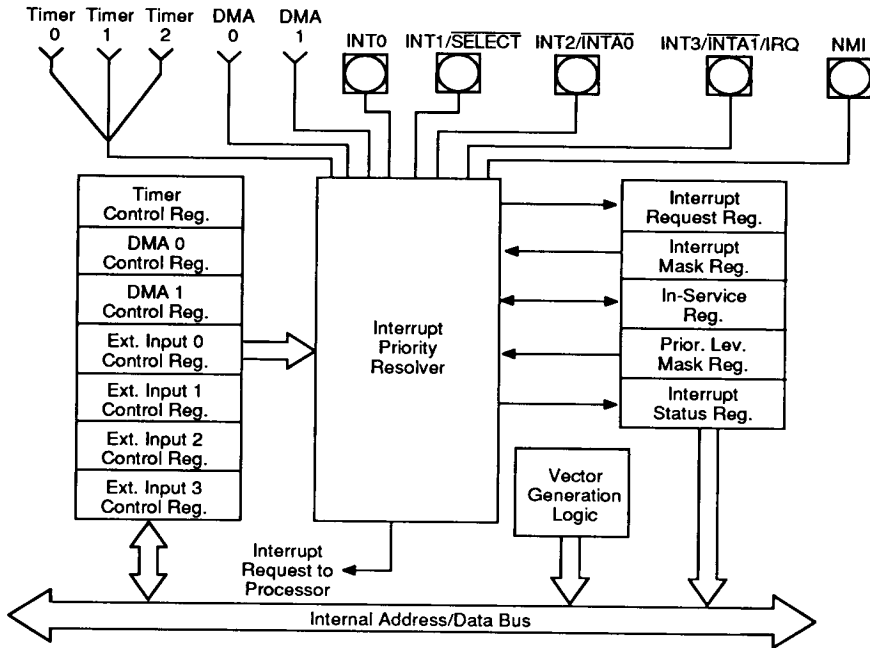 Timer 0
Timer 1
Timer 2
DMA 0
DMA 1
INT0
INT1/SELECT
INT2/INTA0
INT3/INTA1/IRQ
NMI
Timer
Control Reg.
DMA 0
Control Reg.
DMA 1
Control Reg.
Ext. Input 0
Control Reg.
Ext. Input 1
Control Reg.
Ext. Input 2
Control Reg.
Ext. Input 3
Control Reg.
Interrupt
Priority
Resolver
Interrupt
Request Reg.
Interrupt
Mask Reg.
In-Service
Reg.
Prior. Lev.
Mask Reg.
Interrupt
Status Reg.
Vector
Generation
Logic
Interrupt
Request to
Processor
Internal Address/Data Bus